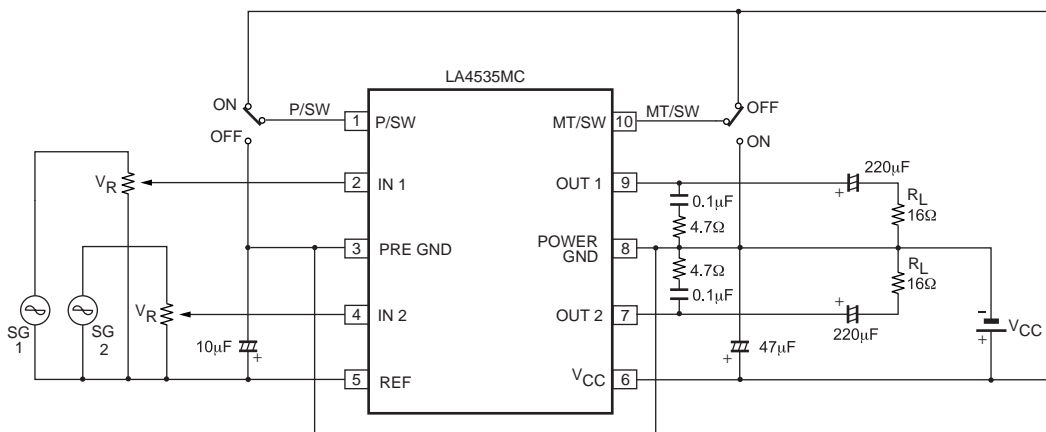 LA4535MC
ON
P/SW
OFF
1
P/SW
MT/SW
10
MT/SW
OFF
ON
VR
2
IN 1
OUT 1
9
220μF
+
0.1μF
4.7Ω
RL
16Ω
3
PRE GND
POWER
GND
8
4.7Ω
0.1μF
RL
16Ω
VR
4
IN 2
OUT 2
7
+
220μF
SG
1
SG
2
10μF
+
5
REF
VCC
6
47μF
+
-
+
VCC